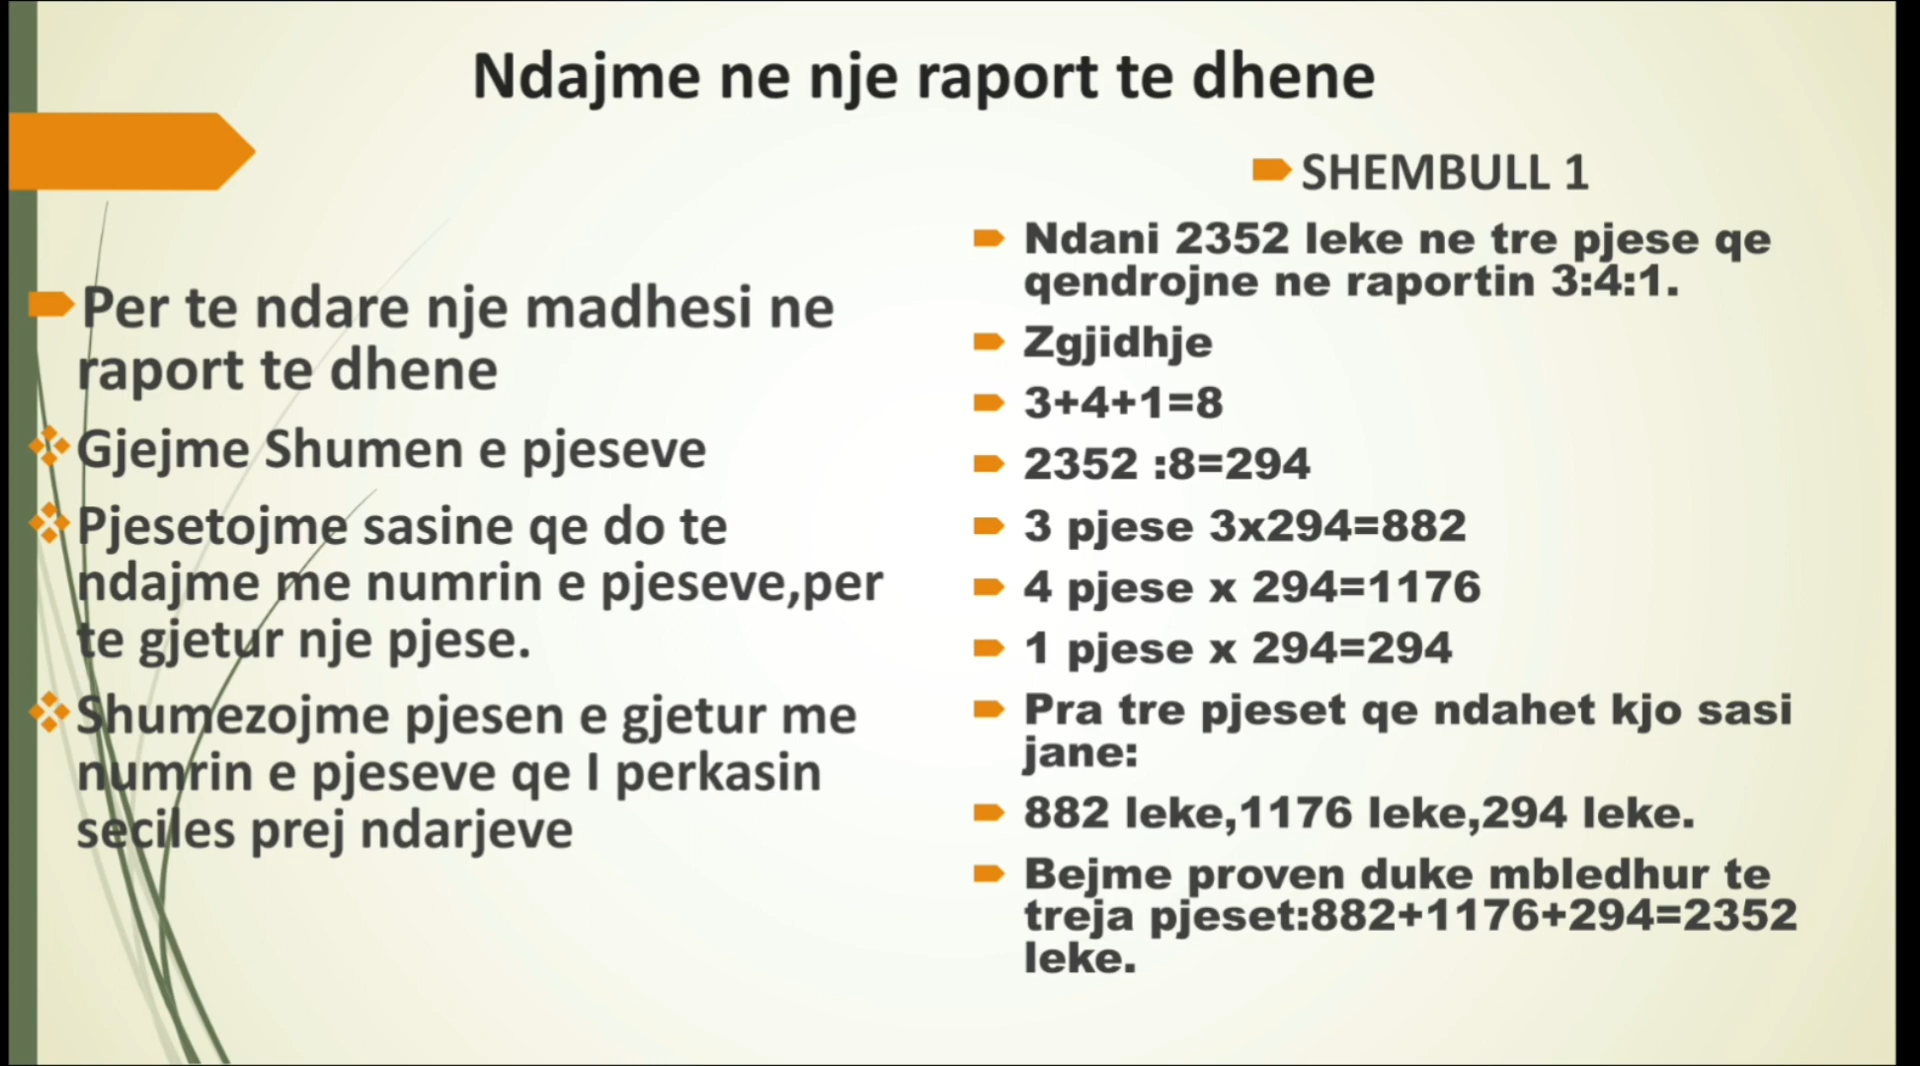 Ndajme ne nje raport te dhene
Per te ndare nje madhesi ne
raport te dhene
Gjejme Shumen e pjeseve
Pjesetojme sasine qe do te
ndajme me numrin e pjeseve,per
te gjetur nje pjese.
Shumezojme pjesen e gjetur me
numrin e pjeseve qe I perkasin
seciles prej ndarjeve
SHEMBULL 1
Ndani 2352 leke ne tre pjese qe
qendrojne ne raportin 3:4:1.
Zgjidhje
3+4+1=8
2352 :8=294
3 pjese 3x294=882
4 pjese x 294=1176
1 pjese x 294=294
Pra tre pjeset qe ndahet kjo sasi
jane:
882 leke,1176 leke,294 leke.
Bejme proven duke mbledhur te
treja pjeset:882+1176+294=2352
leke.